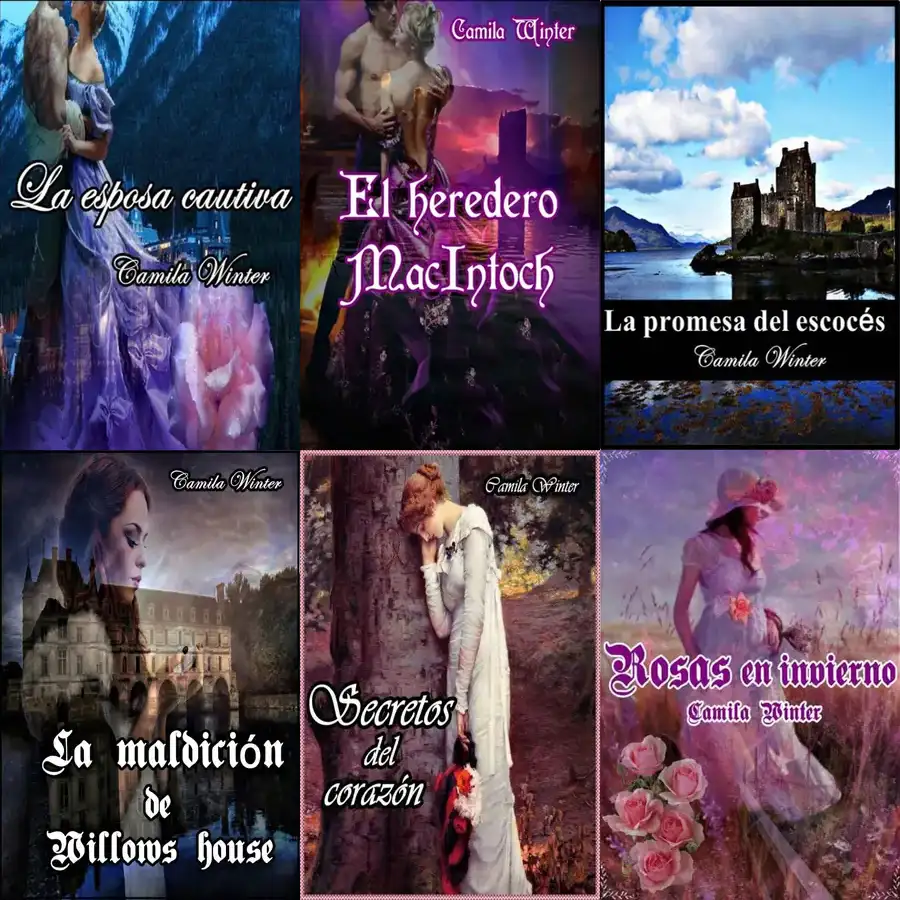 La esposa cautiva
Camila Winter
Camila Winter
El heredero
MacIntoch
La promesa del escocés
Camila Winter
Camila Winter
La maldición
de
Willows house
Camila Winter
Secretos
del
corazón
Rosas en invierno
Camila Winter